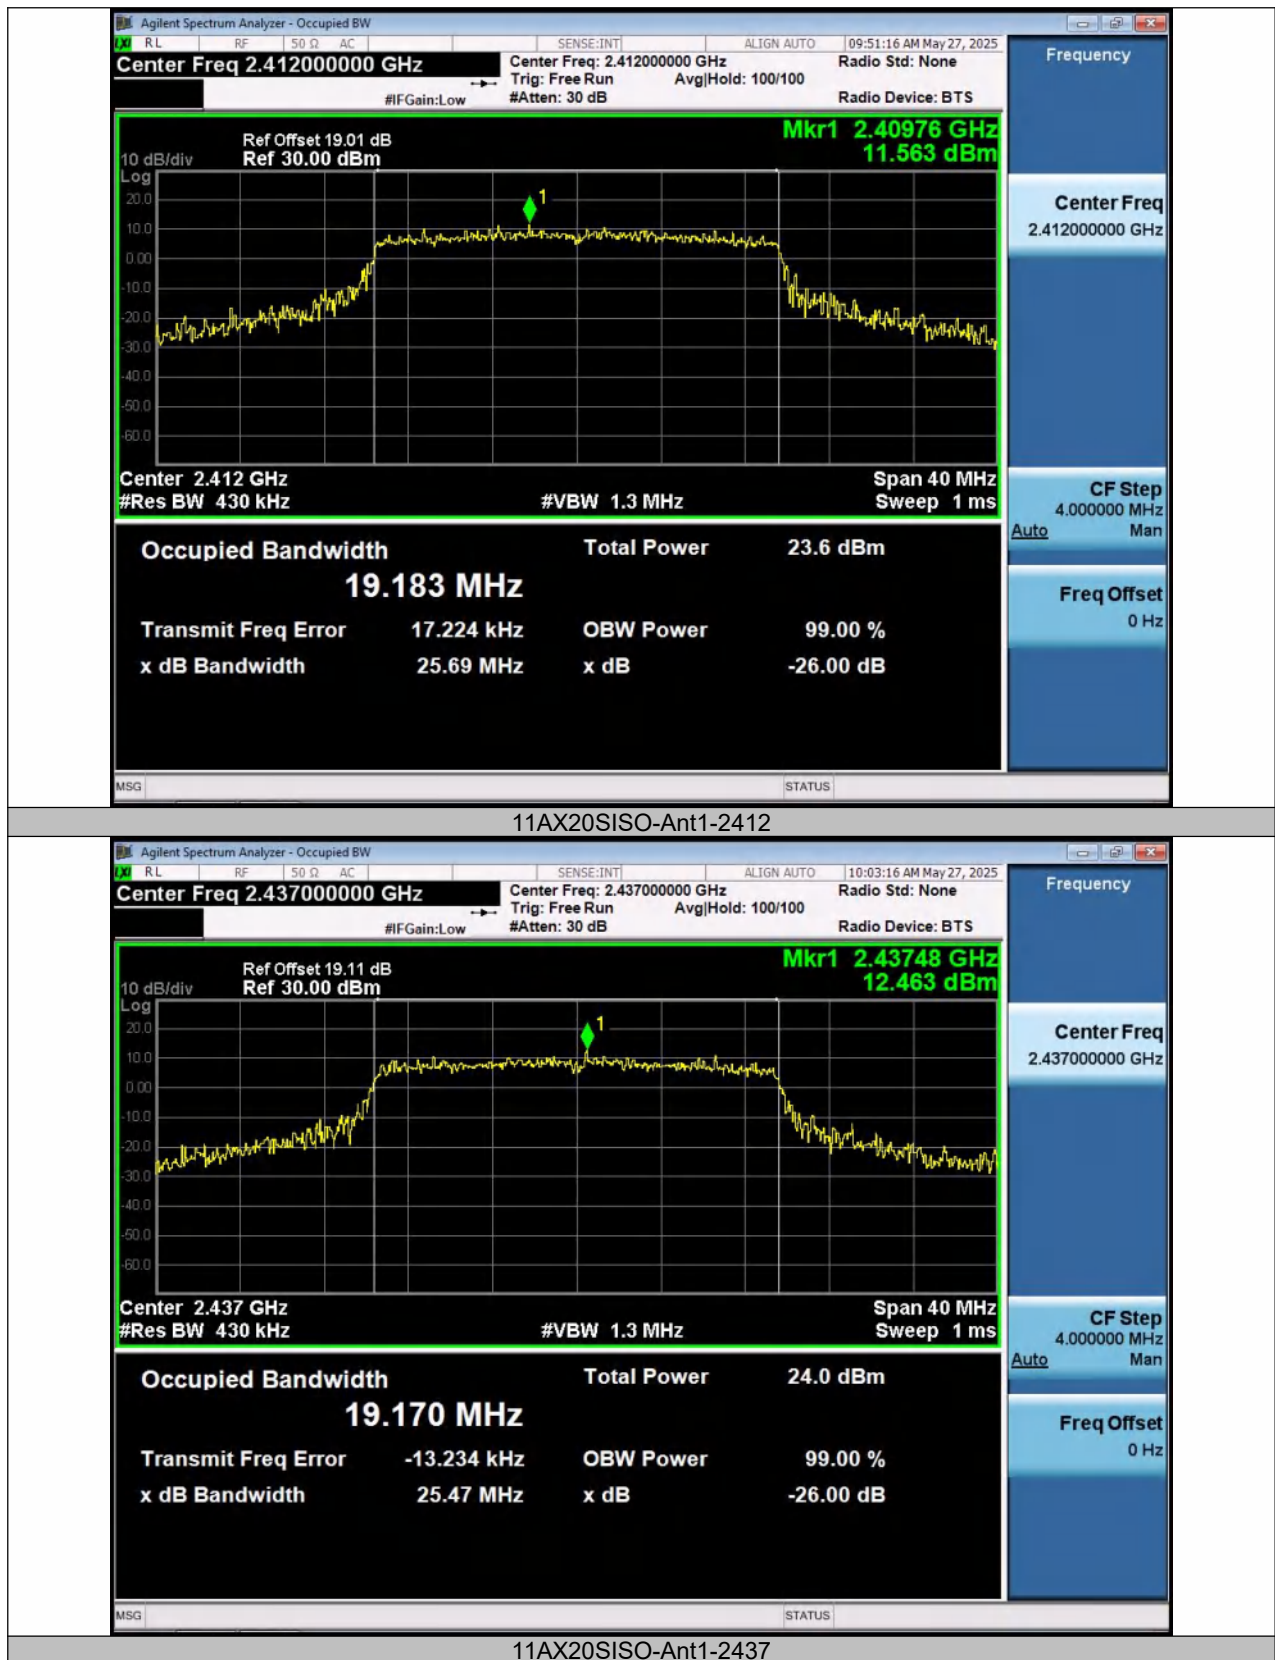 Agilent Spectrum Analyzer - Occupied BW
LXI RL RF 50 Ω AC SENSE:INT ALIGN AUTO 09:51:16 AM May 27, 2025
Center Freq 2.412000000 GHz Center Freq: 2.412000000 GHz Radio Std: None Frequency
Trig: Free Run Avg|Hold: 100/100
#IFGain:Low #Atten: 30 dB Radio Device: BTS
Mkr1 2.40976 GHz
Ref Offset 19.01 dB 11.563 dBm
10 dB/div Ref 30.00 dBm
Log
20.0
10.0
0.00
-10.0
-20.0
-30.0
-40.0
-50.0
-60.0
1
Center Freq
2.412000000 GHz
Center 2.412 GHz Span 40 MHz
#Res BW 430 kHz #VBW 1.3 MHz Sweep 1 ms
CF Step
4.000000 MHz
Auto Man
Occupied Bandwidth Total Power 23.6 dBm
19.183 MHz
Transmit Freq Error 17.224 kHz OBW Power 99.00 %
x dB Bandwidth 25.69 MHz x dB -26.00 dB
Freq Offset
0 Hz
MSG STATUS
11AX20SISO-Ant1-2412
Agilent Spectrum Analyzer - Occupied BW
LXI RL RF 50 Ω AC SENSE:INT ALIGN AUTO 10:03:16 AM May 27, 2025
Center Freq 2.437000000 GHz Center Freq: 2.437000000 GHz Radio Std: None Frequency
Trig: Free Run Avg|Hold: 100/100
#IFGain:Low #Atten: 30 dB Radio Device: BTS
Mkr1 2.43748 GHz
Ref Offset 19.11 dB 12.463 dBm
10 dB/div Ref 30.00 dBm
Log
20.0
10.0
0.00
-10.0
-20.0
-30.0
-40.0
-50.0
-60.0
1
Center Freq
2.437000000 GHz
Center 2.437 GHz Span 40 MHz
#Res BW 430 kHz #VBW 1.3 MHz Sweep 1 ms
CF Step
4.000000 MHz
Auto Man
Occupied Bandwidth Total Power 24.0 dBm
19.170 MHz
Transmit Freq Error -13.234 kHz OBW Power 99.00 %
x dB Bandwidth 25.47 MHz x dB -26.00 dB
Freq Offset
0 Hz
MSG STATUS
11AX20SISO-Ant1-2437